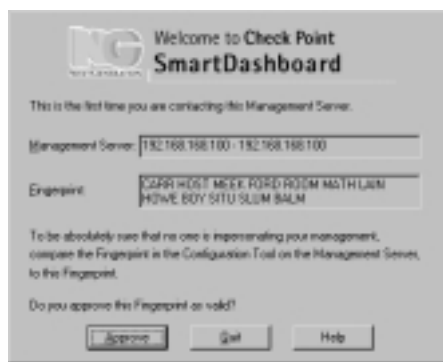 NG
Welcome to Check Point
SmartDashboard
This is the first time you are contacting this Management Server.
Management Server: 192.168.168.100 - 192.168.168.100
Fingerprint: CARR HOST MEEK FORD ROOM MATH LAIN
HOWE BOY SITU SLUM BALM
To be absolutely sure that no one is impersonating your management,
compare the Fingerprint in the Configuration Tool on the Management Server,
to this Fingerprint.
Do you approve this Fingerprint as valid?
Approve Quit Help